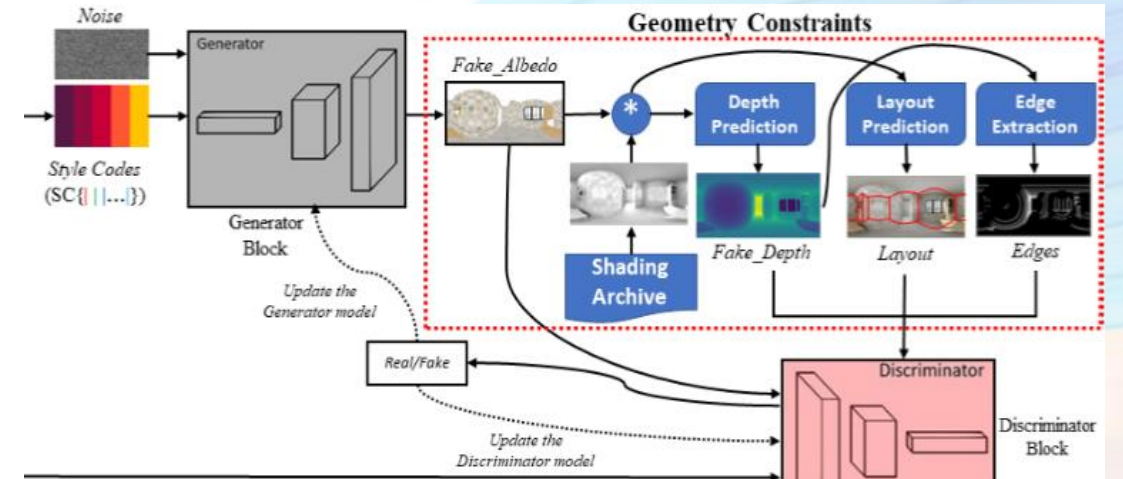 Noise
Generator
Geometry Constraints
Fake_Albedo
*
Depth
Prediction
Layout
Prediction
Edge
Extraction
Style Codes
(SC{| | |...|})
Generator
Block
Shading
Archive
Fake_Depth
Layout
Edges
Update the
Generator model
Real/Fake
Discriminator
Discriminator
Block
Update the
Discriminator model